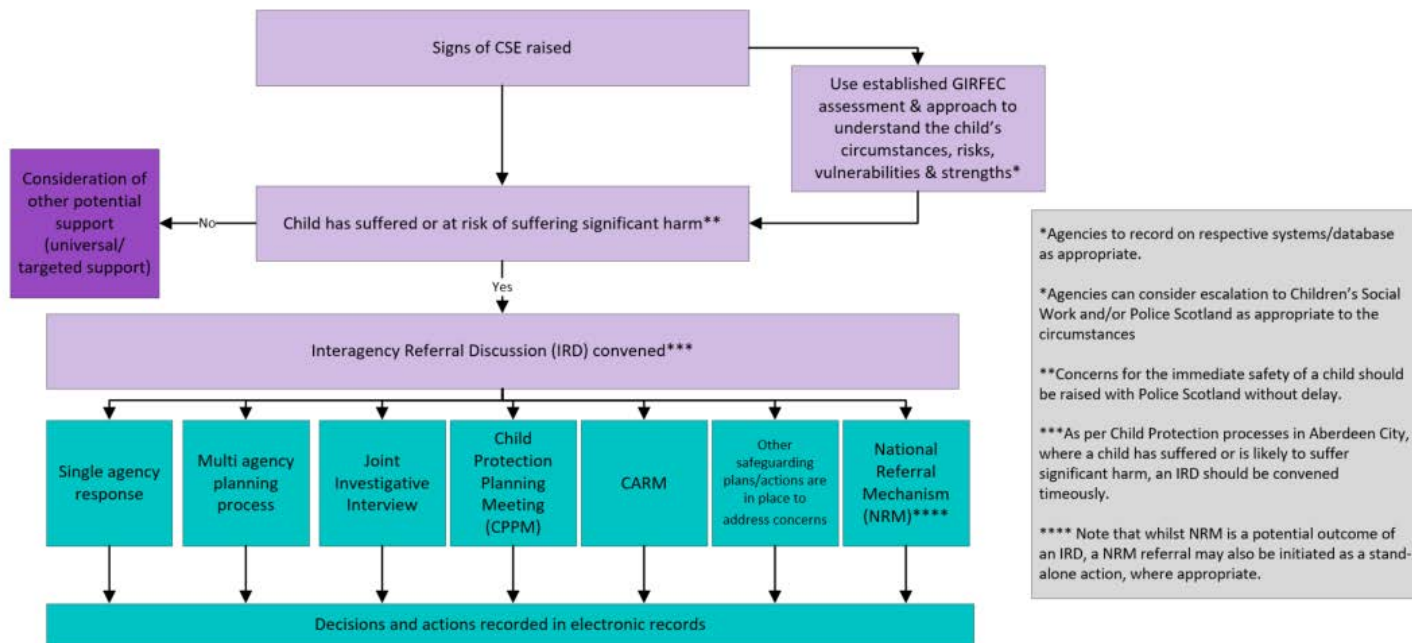 Signs of CSE raised
Use established GIRFEC
assessment & approach to
understand the child's
circumstances, risks,
vulnerabilities & strengths*
Consideration of
other potential
support
(universal/
targeted support)
No
Child has suffered or at risk of suffering significant harm**
Yes
Interagency Referral Discussion (IRD) convened***
Single agency
response
Multi agency
planning
process
Joint
Investigative
Interview
Child
Protection
Planning
Meeting
(CPPM)
CARM
Other
safeguarding
plans/actions are
in place to
address concerns
National
Referral
Mechanism
(NRM)****
Decisions and actions recorded in electronic records
*Agencies to record on respective systems/database
as appropriate.
*Agencies can consider escalation to Children's Social
Work and/or Police Scotland as appropriate to the
circumstances
**Concerns for the immediate safety of a child should
be raised with Police Scotland without delay.
***As per Child Protection processes in Aberdeen City,
where a child has suffered or is likely to suffer
significant harm, an IRD should be convened
timeously.
**** Note that whilst NRM is a potential outcome of
an IRD, a NRM referral may also be initiated as a stand-
alone action, where appropriate.